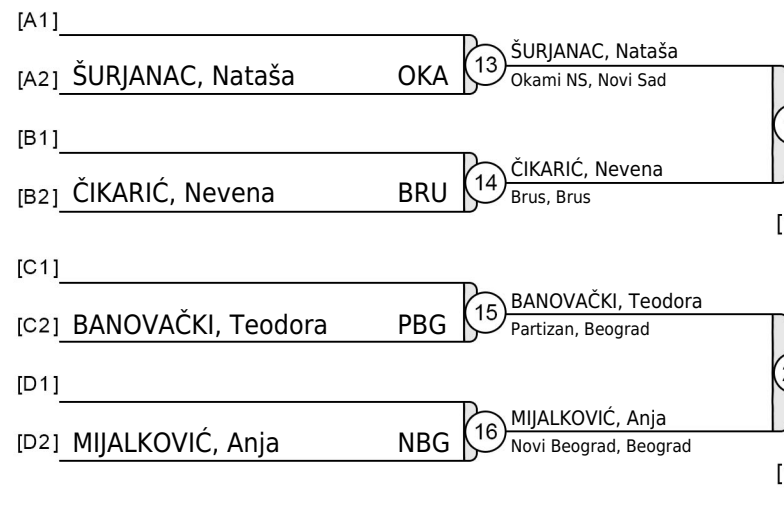 [A1]
[A2] ŠURJANAC, Nataša OKA
13
ŠURJANAC, Nataša
Okami NS, Novi Sad
[B1]
[B2] ČIKARIĆ, Nevena BRU
14
ČIKARIĆ, Nevena
Brus, Brus
[
[C1]
[C2] BANOVAČKI, Teodora PBG
15
BANOVAČKI, Teodora
Partizan, Beograd
[D1]
[D2] MIJALKOVIĆ, Anja NBG
16
MIJALKOVIĆ, Anja
Novi Beograd, Beograd
[